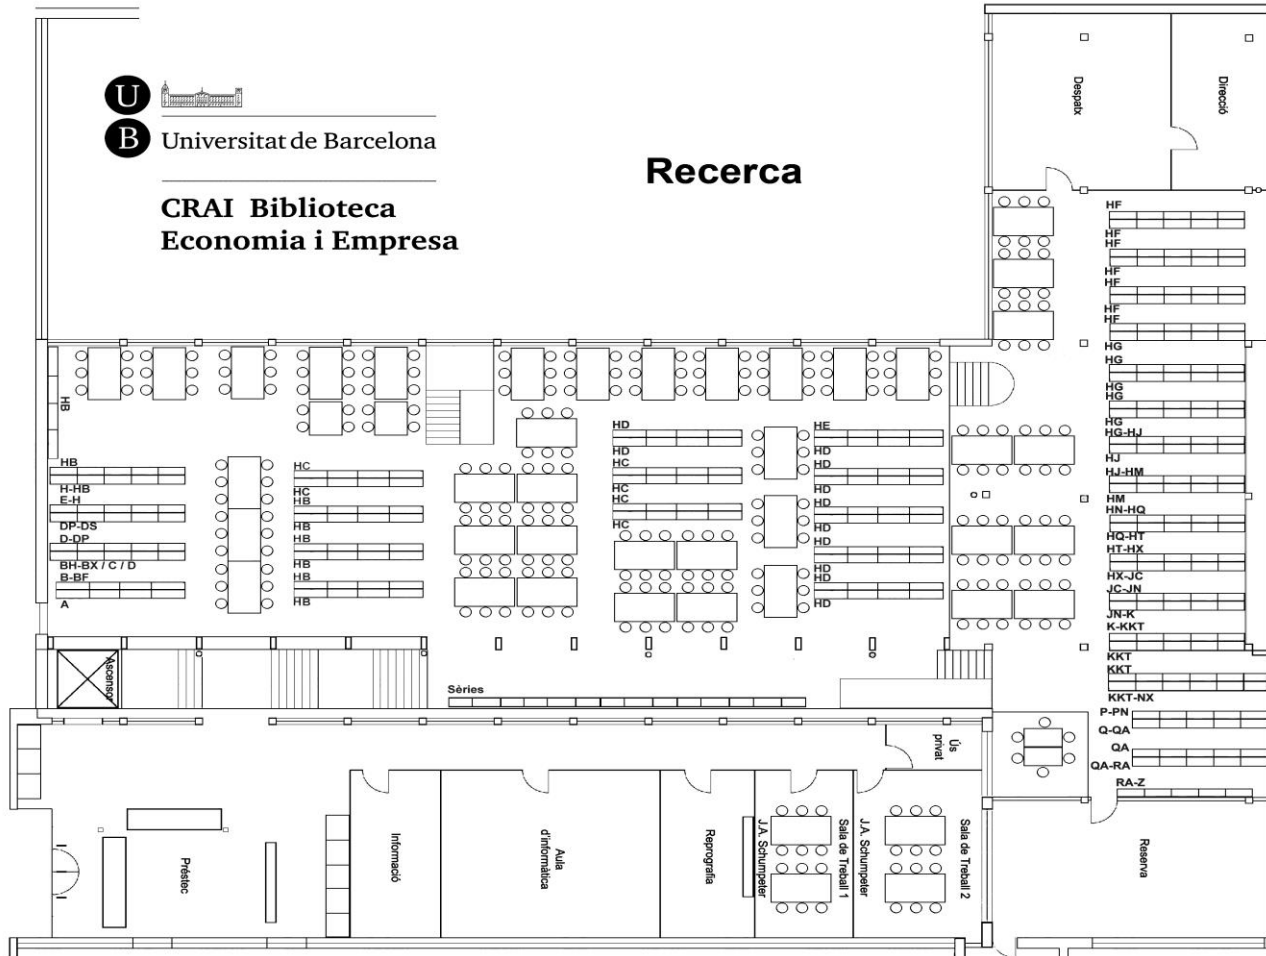 U
B
Universitat de Barcelona
CRAI Biblioteca
Economia i Empresa
Recerca
Despatx
Direcció
HF
HF
HF
HF
HF
HF
HF
HG
HG
HG
HG
HG
HG-HJ
HJ
HJ-HM
HM
HN-HQ
HQ-HT
HT-HX
HX-JC
JC-JN
JN-K
K-KKT
KKT
KKT
KKT-NX
P-PN
Q-QA
QA
QA-RA
RA-Z
HB
HB
H-HB
E-H
DP-DS
D-DP
BH-BX / C / D
B-BF
A
HC
HC
HB
HB
HB
HB
HB
HB
HD
HD
HC
HC
HC
HC
HE
HD
HD
HD
HD
HD
HD
HD
HD
HD
Ascensor
Sèries
Ús
privat
Préstec
Informació
Aula
d'informàtica
Reprografia
J.A. Schumpeter
Sala de Treball 1
J.A. Schumpeter
Sala de Treball 2
Reserva